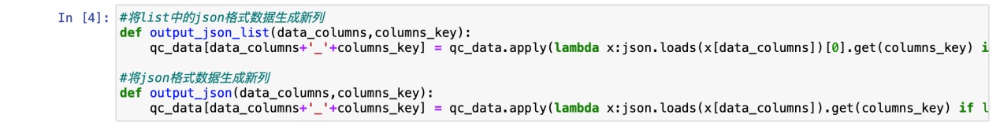 In [4]: #将list中的json格式数据生成新列
def output_json_list(data_columns,columns_key):
    qc_data[data_columns+'_'+columns_key] = qc_data.apply(lambda x:json.loads(x[data_columns])[0].get(columns_key) i
#将json格式数据生成新列
def output_json(data_columns,columns_key):
    qc_data[data_columns+'_'+columns_key] = qc_data.apply(lambda x:json.loads(x[data_columns]).get(columns_key) if l